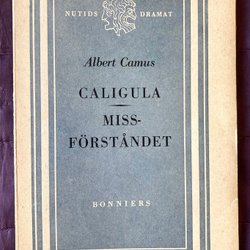 NUTIDS DRAMAT
Albert Camus
CALIGULA
MISS-
FÖRSTÅNDET
BONNIERS